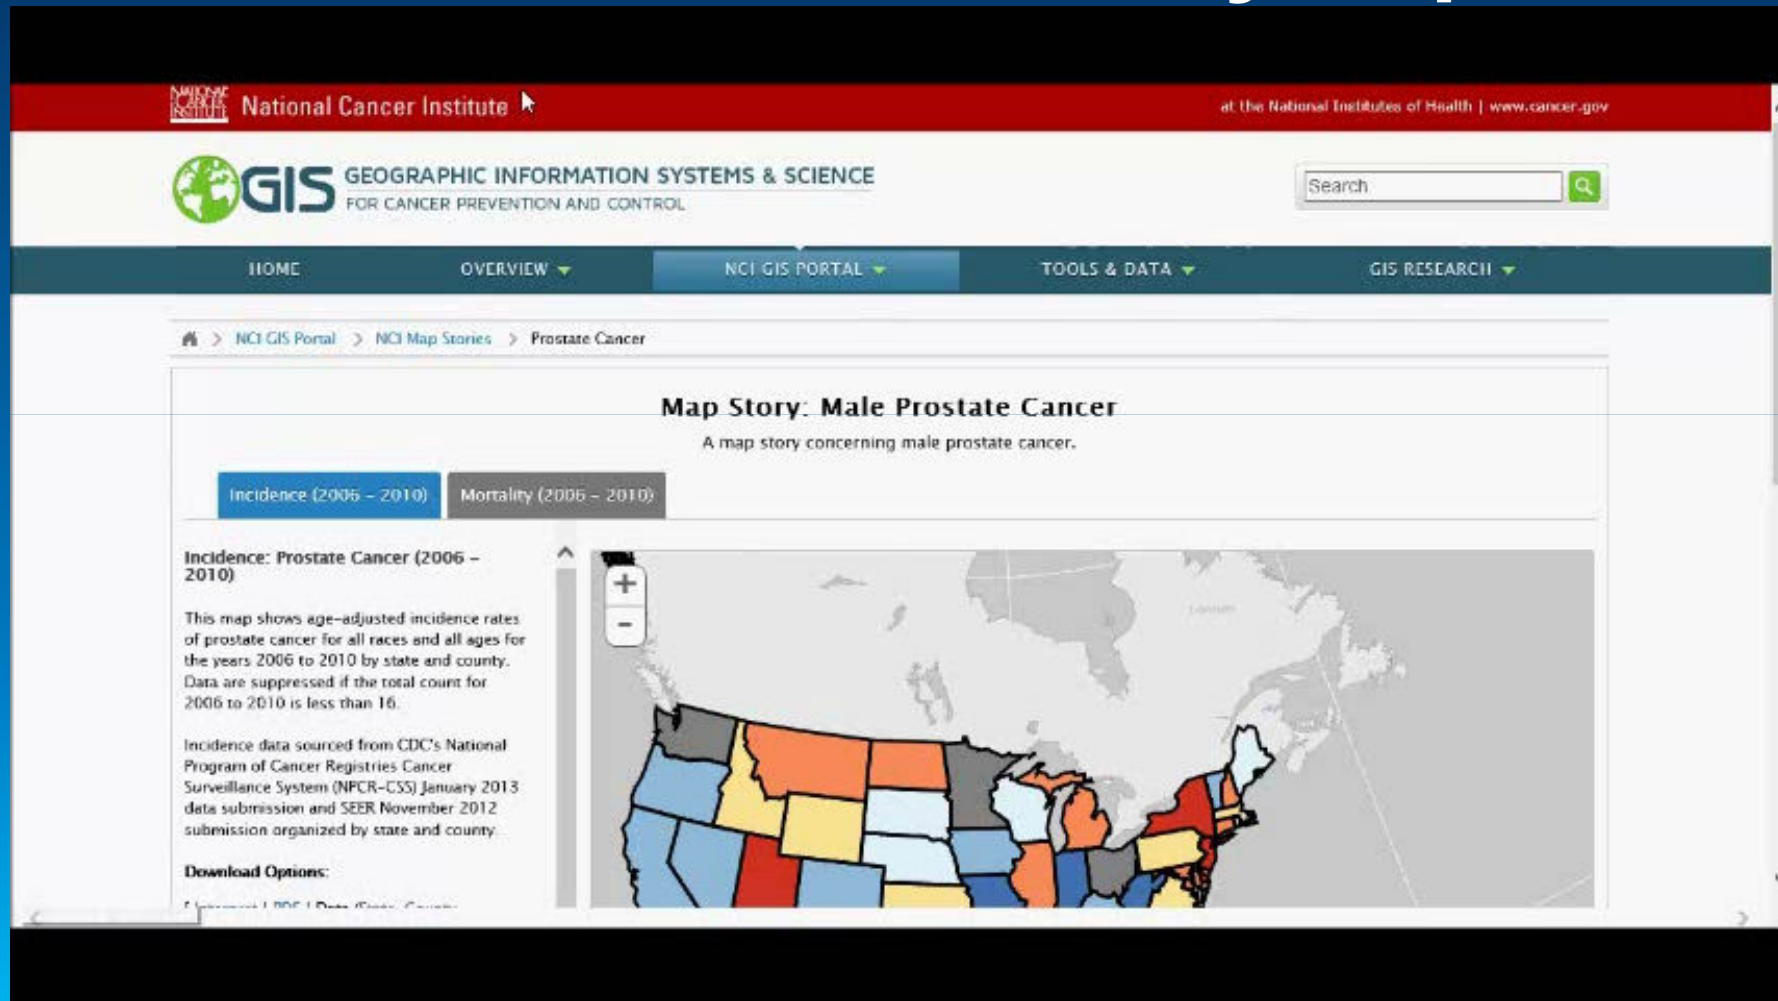 NATIONAL CANCER INSTITUTE
National Cancer Institute
at the National Institutes of Health | www.cancer.gov
GIS
GEOGRAPHIC INFORMATION SYSTEMS & SCIENCE
FOR CANCER PREVENTION AND CONTROL
Search
HOME
OVERVIEW
NCI GIS PORTAL
TOOLS & DATA
GIS RESEARCH
> NCI GIS Portal > NCI Map Stories > Prostate Cancer
Map Story: Male Prostate Cancer
A map story concerning male prostate cancer.
Incidence (2006 – 2010)
Mortality (2006 – 2010)
Incidence: Prostate Cancer (2006 –
2010)
This map shows age-adjusted incidence rates
of prostate cancer for all races and all ages for
the years 2006 to 2010 by state and county.
Data are suppressed if the total count for
2006 to 2010 is less than 16.
Incidence data sourced from CDC's National
Program of Cancer Registries Cancer
Surveillance System (NPCR-CSS) January 2013
data submission and SEER November 2012
submission organized by state and county.
Download Options:
+
-